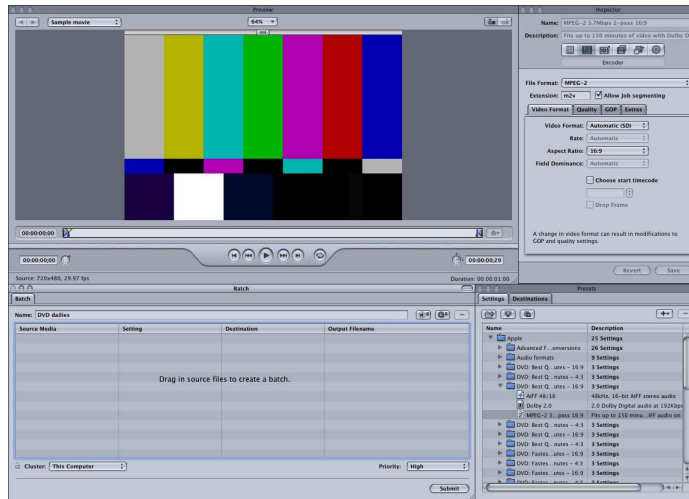 Preview
Sample movie
64%
00:00:00;00
00:00:00;00
00:00:00;29
Source: 720x480, 29.97 fps
Duration: 00:00:01:00
Inspector
Name: MPEG-2 3.7Mbps 2-pass 16:9
Description: Fits up to 150 minutes of video with Dolby D
Encoder
File Format: MPEG-2
Extension: m2v Allow Job segmenting
Video Format Quality GOP Extras
Video Format: Automatic (SD)
Rate: Automatic
Aspect Ratio: 16:9
Field Dominance: Automatic
Choose start timecode
Drop Frame
A change in video format can result in modifications to
GOP and quality settings.
Revert Save
Batch
Batch
Name: DVD dailies
Source Media Setting Destination Output Filename
Drag in source files to create a batch.
Cluster: This Computer Priority: High
Submit
Presets
Settings Destinations
Name Description
Apple 25 Settings
Advanced F...onversions 26 Settings
Audio formats 9 Settings
DVD: Best Q...utes - 16:9 3 Settings
DVD: Best Q...nutes - 4:3 3 Settings
DVD: Best Q...utes - 16:9 3 Settings
AIFF 48/16 48kHz, 16-bit AIFF stereo audio
Dolby 2.0 2.0 Dolby Digital audio at 192Kbps
MPEG-2 3...pass 16:9 Fits up to 150 minu...IFF audio on
DVD: Best Q...nutes - 4:3 3 Settings
DVD: Best Q...utes - 16:9 3 Settings
DVD: Best Q...nutes - 4:3 3 Settings
DVD: Fastes...utes - 16:9 3 Settings
DVD: Fastes...nutes - 4:3 3 Settings
DVD: Fastes...utes - 16:9 3 Settings